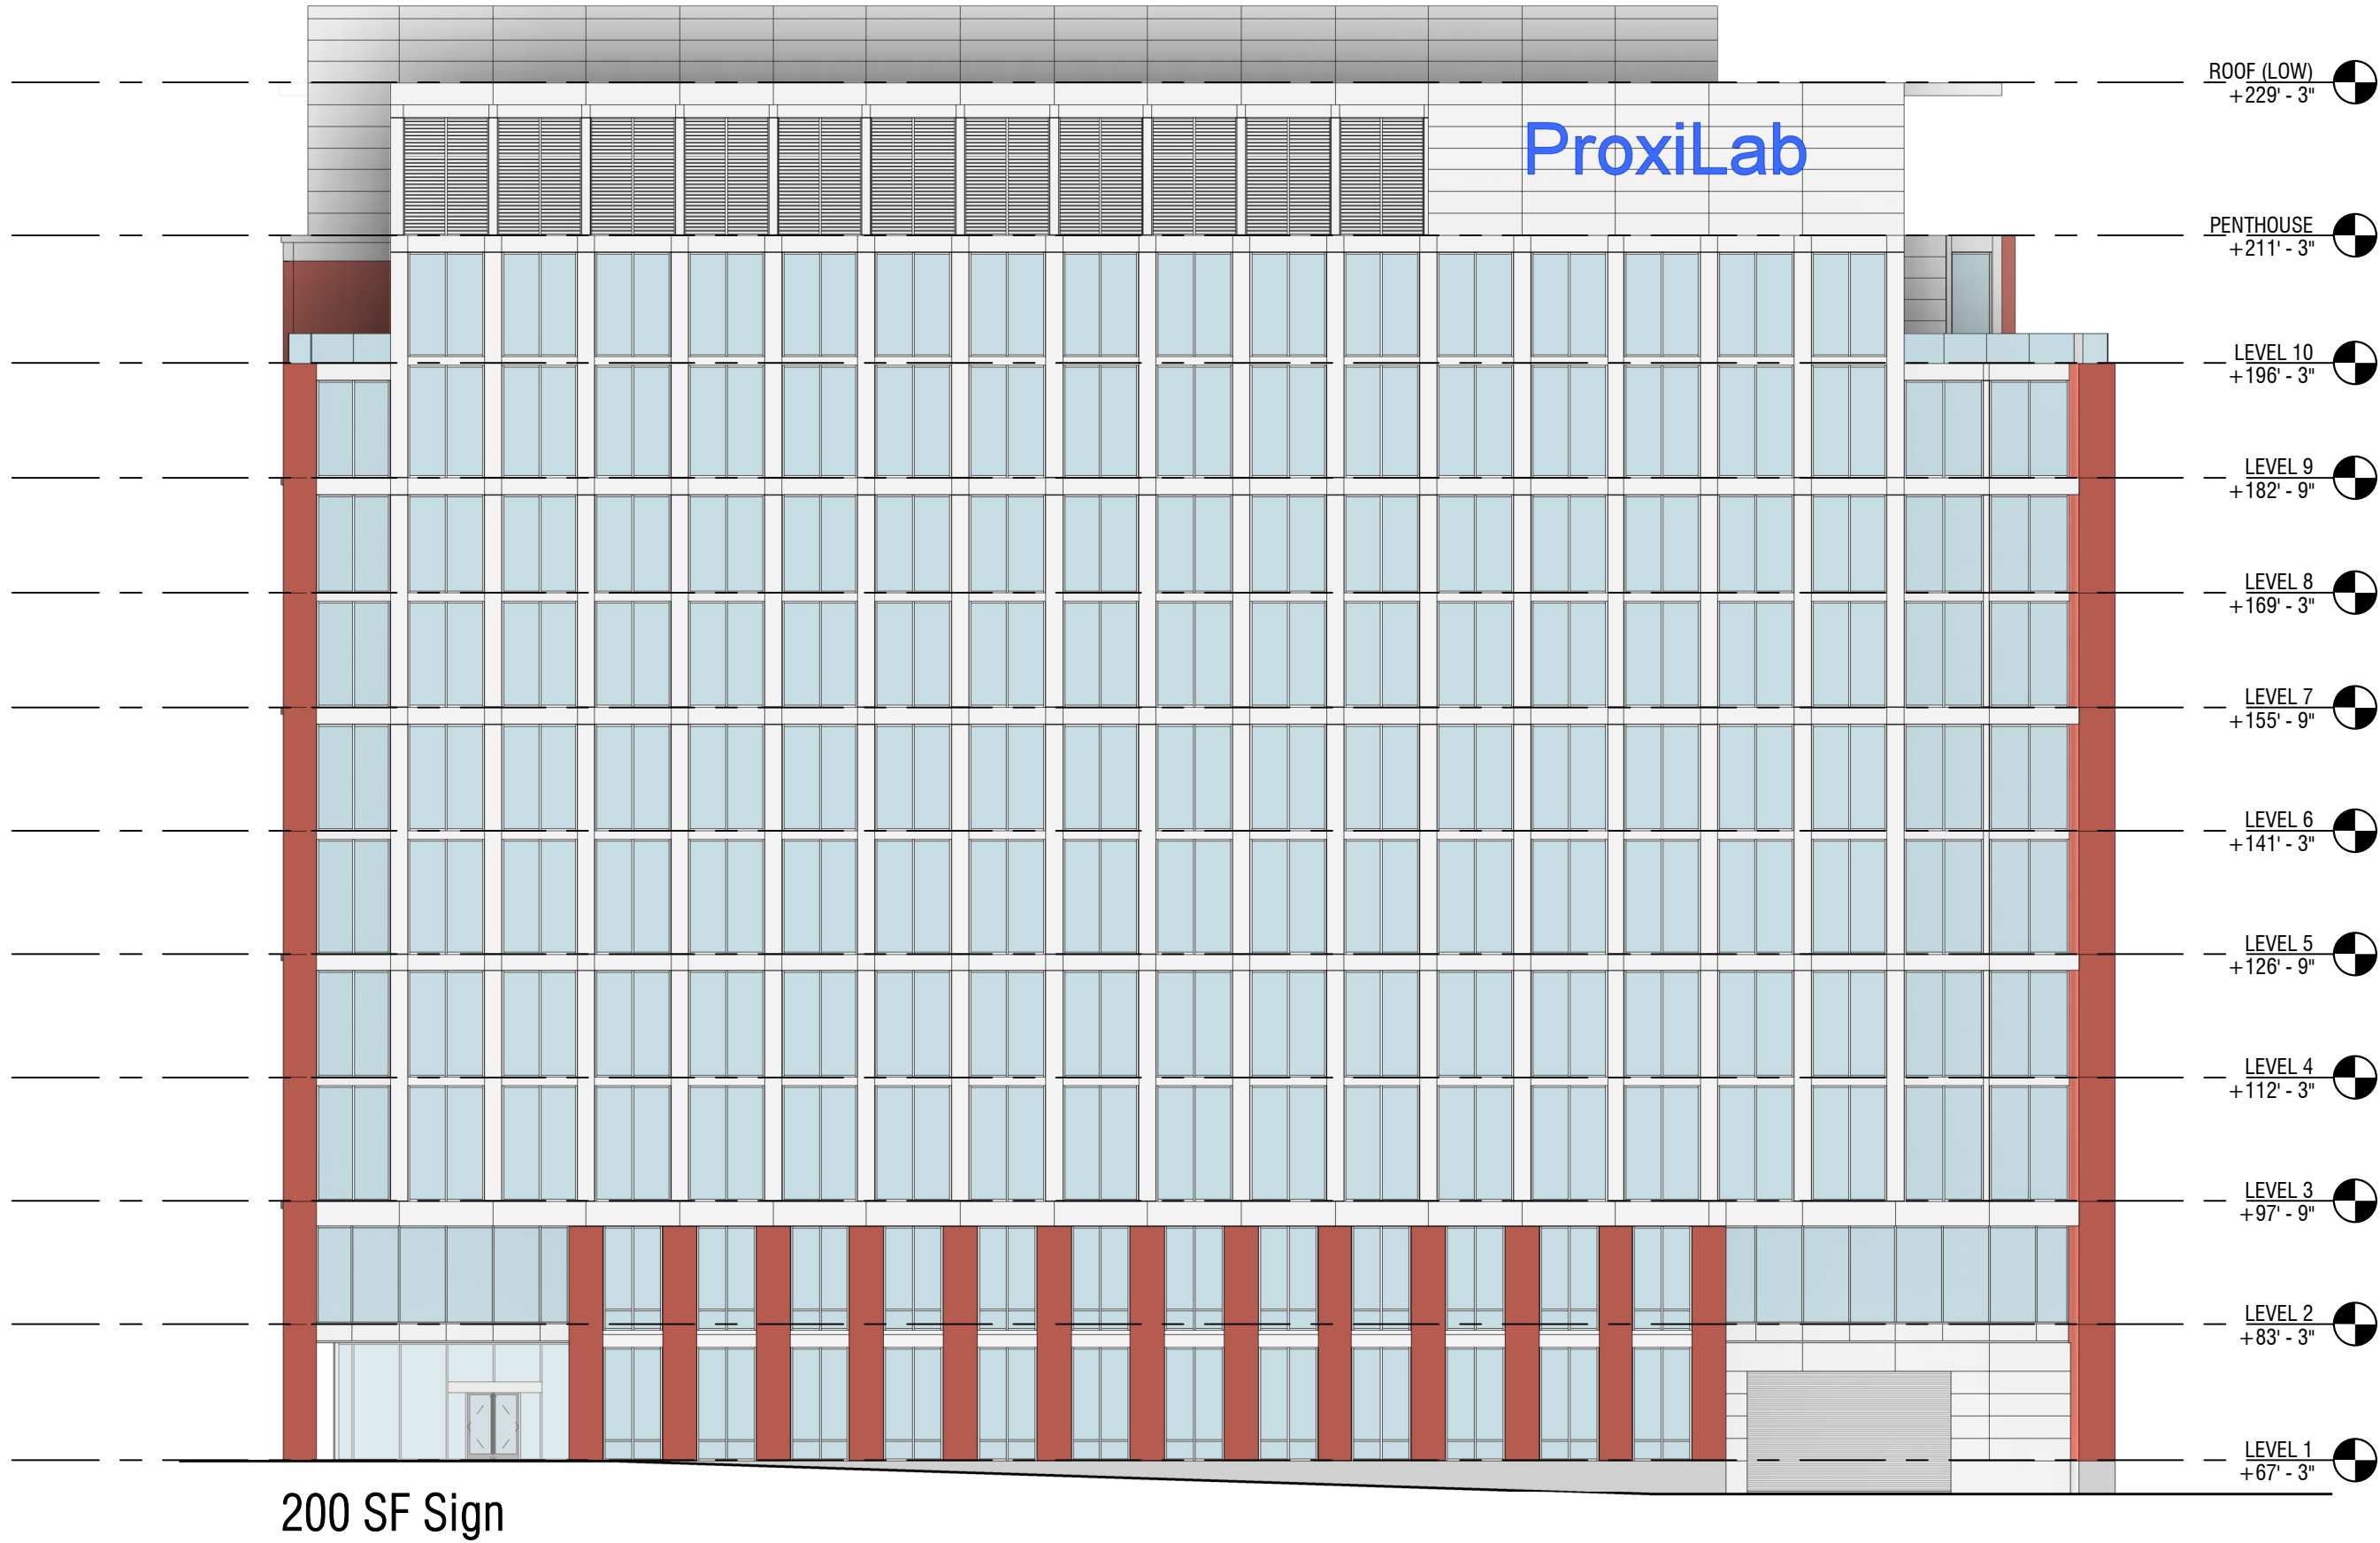 ROOF (LOW)
+229' - 3"
ProxiLab
PENTHOUSE
+211' - 3"
LEVEL 10
+196' - 3"
LEVEL 9
+182' - 9"
LEVEL 8
+169' - 3"
LEVEL 7
+155' - 9"
LEVEL 6
+141' - 3"
LEVEL 5
+126' - 9"
LEVEL 4
+112' - 3"
LEVEL 3
+97' - 9"
LEVEL 2
+83' - 3"
LEVEL 1
+67' - 3"
200 SF Sign